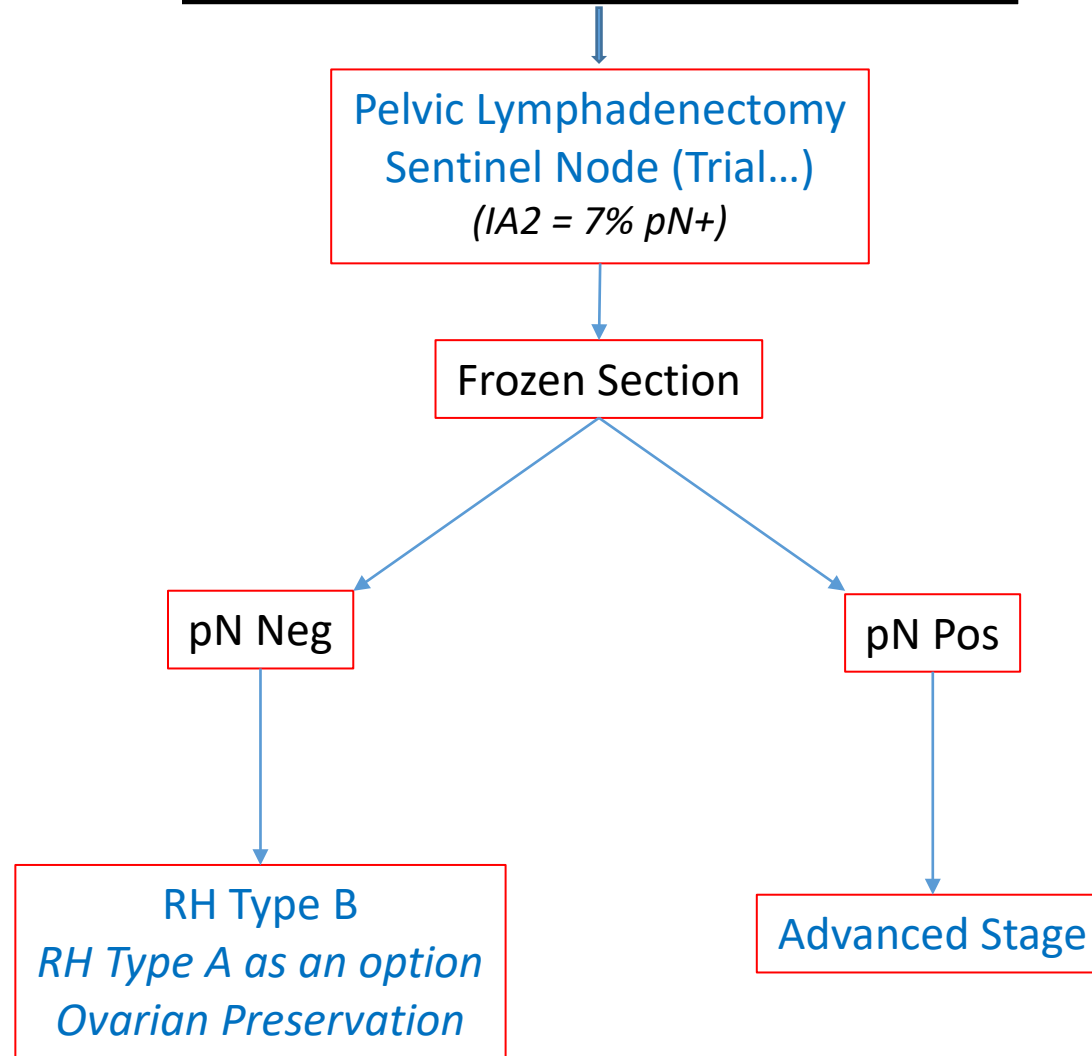 Pelvic Lymphadenectomy
Sentinel Node (Trial…)
(IA2 = 7% pN+)
Frozen Section
pN Neg
pN Pos
RH Type B
RH Type A as an option
Ovarian Preservation
Advanced Stage